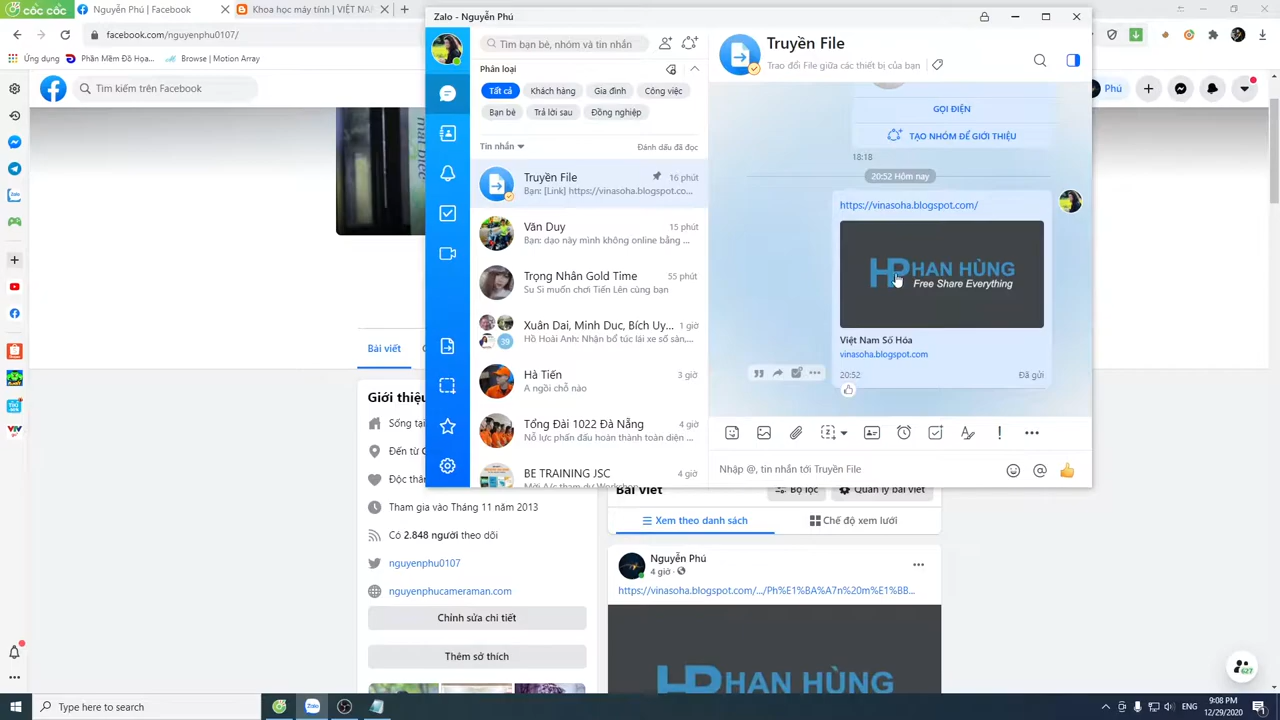 CỐC CỐC
Nguyễn Phú | Facebook
Khoa học máy tính | VIỆT NAM
facebook.com/nguyenphu0107/
Ứng dụng
Phần Mềm Đồ Họa...
Browse | Motion Array
Tìm kiếm trên Facebook
Phú
Zalo - Nguyễn Phú
Tìm bạn bè, nhóm và tin nhắn
Phân loại
Tất cả
Khách hàng
Gia đình
Công việc
Bạn bè
Trả lời sau
Đồng nghiệp
Tin nhắn
Đánh dấu đã đọc
Truyền File
16 phút
Bạn: [Link] https://vinasoha.blogspot.co...
Văn Duy
15 phút
Bạn: dạo này mình không online bằng ...
Trọng Nhân Gold Time
55 phút
Su Si muốn chơi Tiến Lên cùng bạn
Xuân Dai, Minh Duc, Bích Uy...
1 giờ
39
Hồ Hoài Anh: Nhận bổ túc lái xe số sàn,...
Hà Tiến
3 giờ
A ngồi chỗ nào
Tổng Đài 1022 Đà Nẵng
4 giờ
Nỗ lực phấn đấu hoàn thành toàn diện ...
BE TRAINING JSC
4 giờ
Mời A/c tham dự Workshop
Truyền File
Trao đổi File giữa các thiết bị của bạn
GỌI ĐIỆN
TẠO NHÓM ĐỂ GIỚI THIỆU
18:18
20:52 Hôm nay
https://vinasoha.blogspot.com/
HPHAN HÙNG
Free Share Everything
Việt Nam Số Hóa
vinasoha.blogspot.com
20:52
Đã gửi
Nhập @, tin nhắn tới Truyền File
Bài viết
Giới thiệu
Sống tại
Đến từ
Độc thân
Tham gia vào Tháng 11 năm 2013
Có 2.848 người theo dõi
nguyenphu0107
nguyenphucameraman.com
Chỉnh sửa chi tiết
Thêm sở thích
Bài viết
Bộ lọc
Quản lý bài viết
Xem theo danh sách
Chế độ xem lưới
Nguyễn Phú
4 giờ
https://vinasoha.blogspot.com/.../Ph%E1%BA%A7n%20m%E1%BB...
HPHAN HÙNG
Type here to search
Zalo
ENG
9:08 PM
12/29/2020